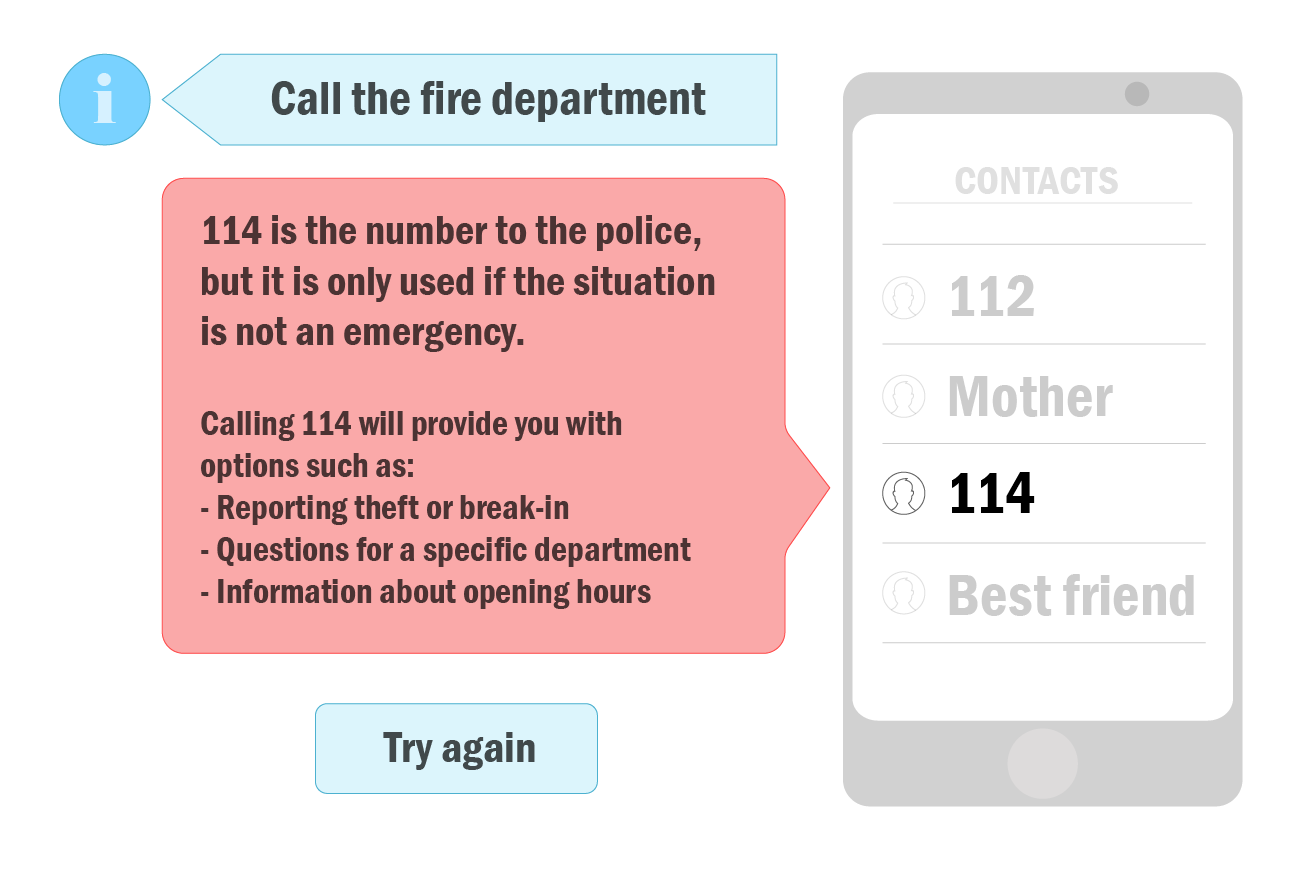 i
Call the fire department
114 is the number to the police,
but it is only used if the situation
is not an emergency.
Calling 114 will provide you with
options such as:
- Reporting theft or break-in
- Questions for a specific department
- Information about opening hours
Try again
CONTACTS
112
Mother
114
Best friend